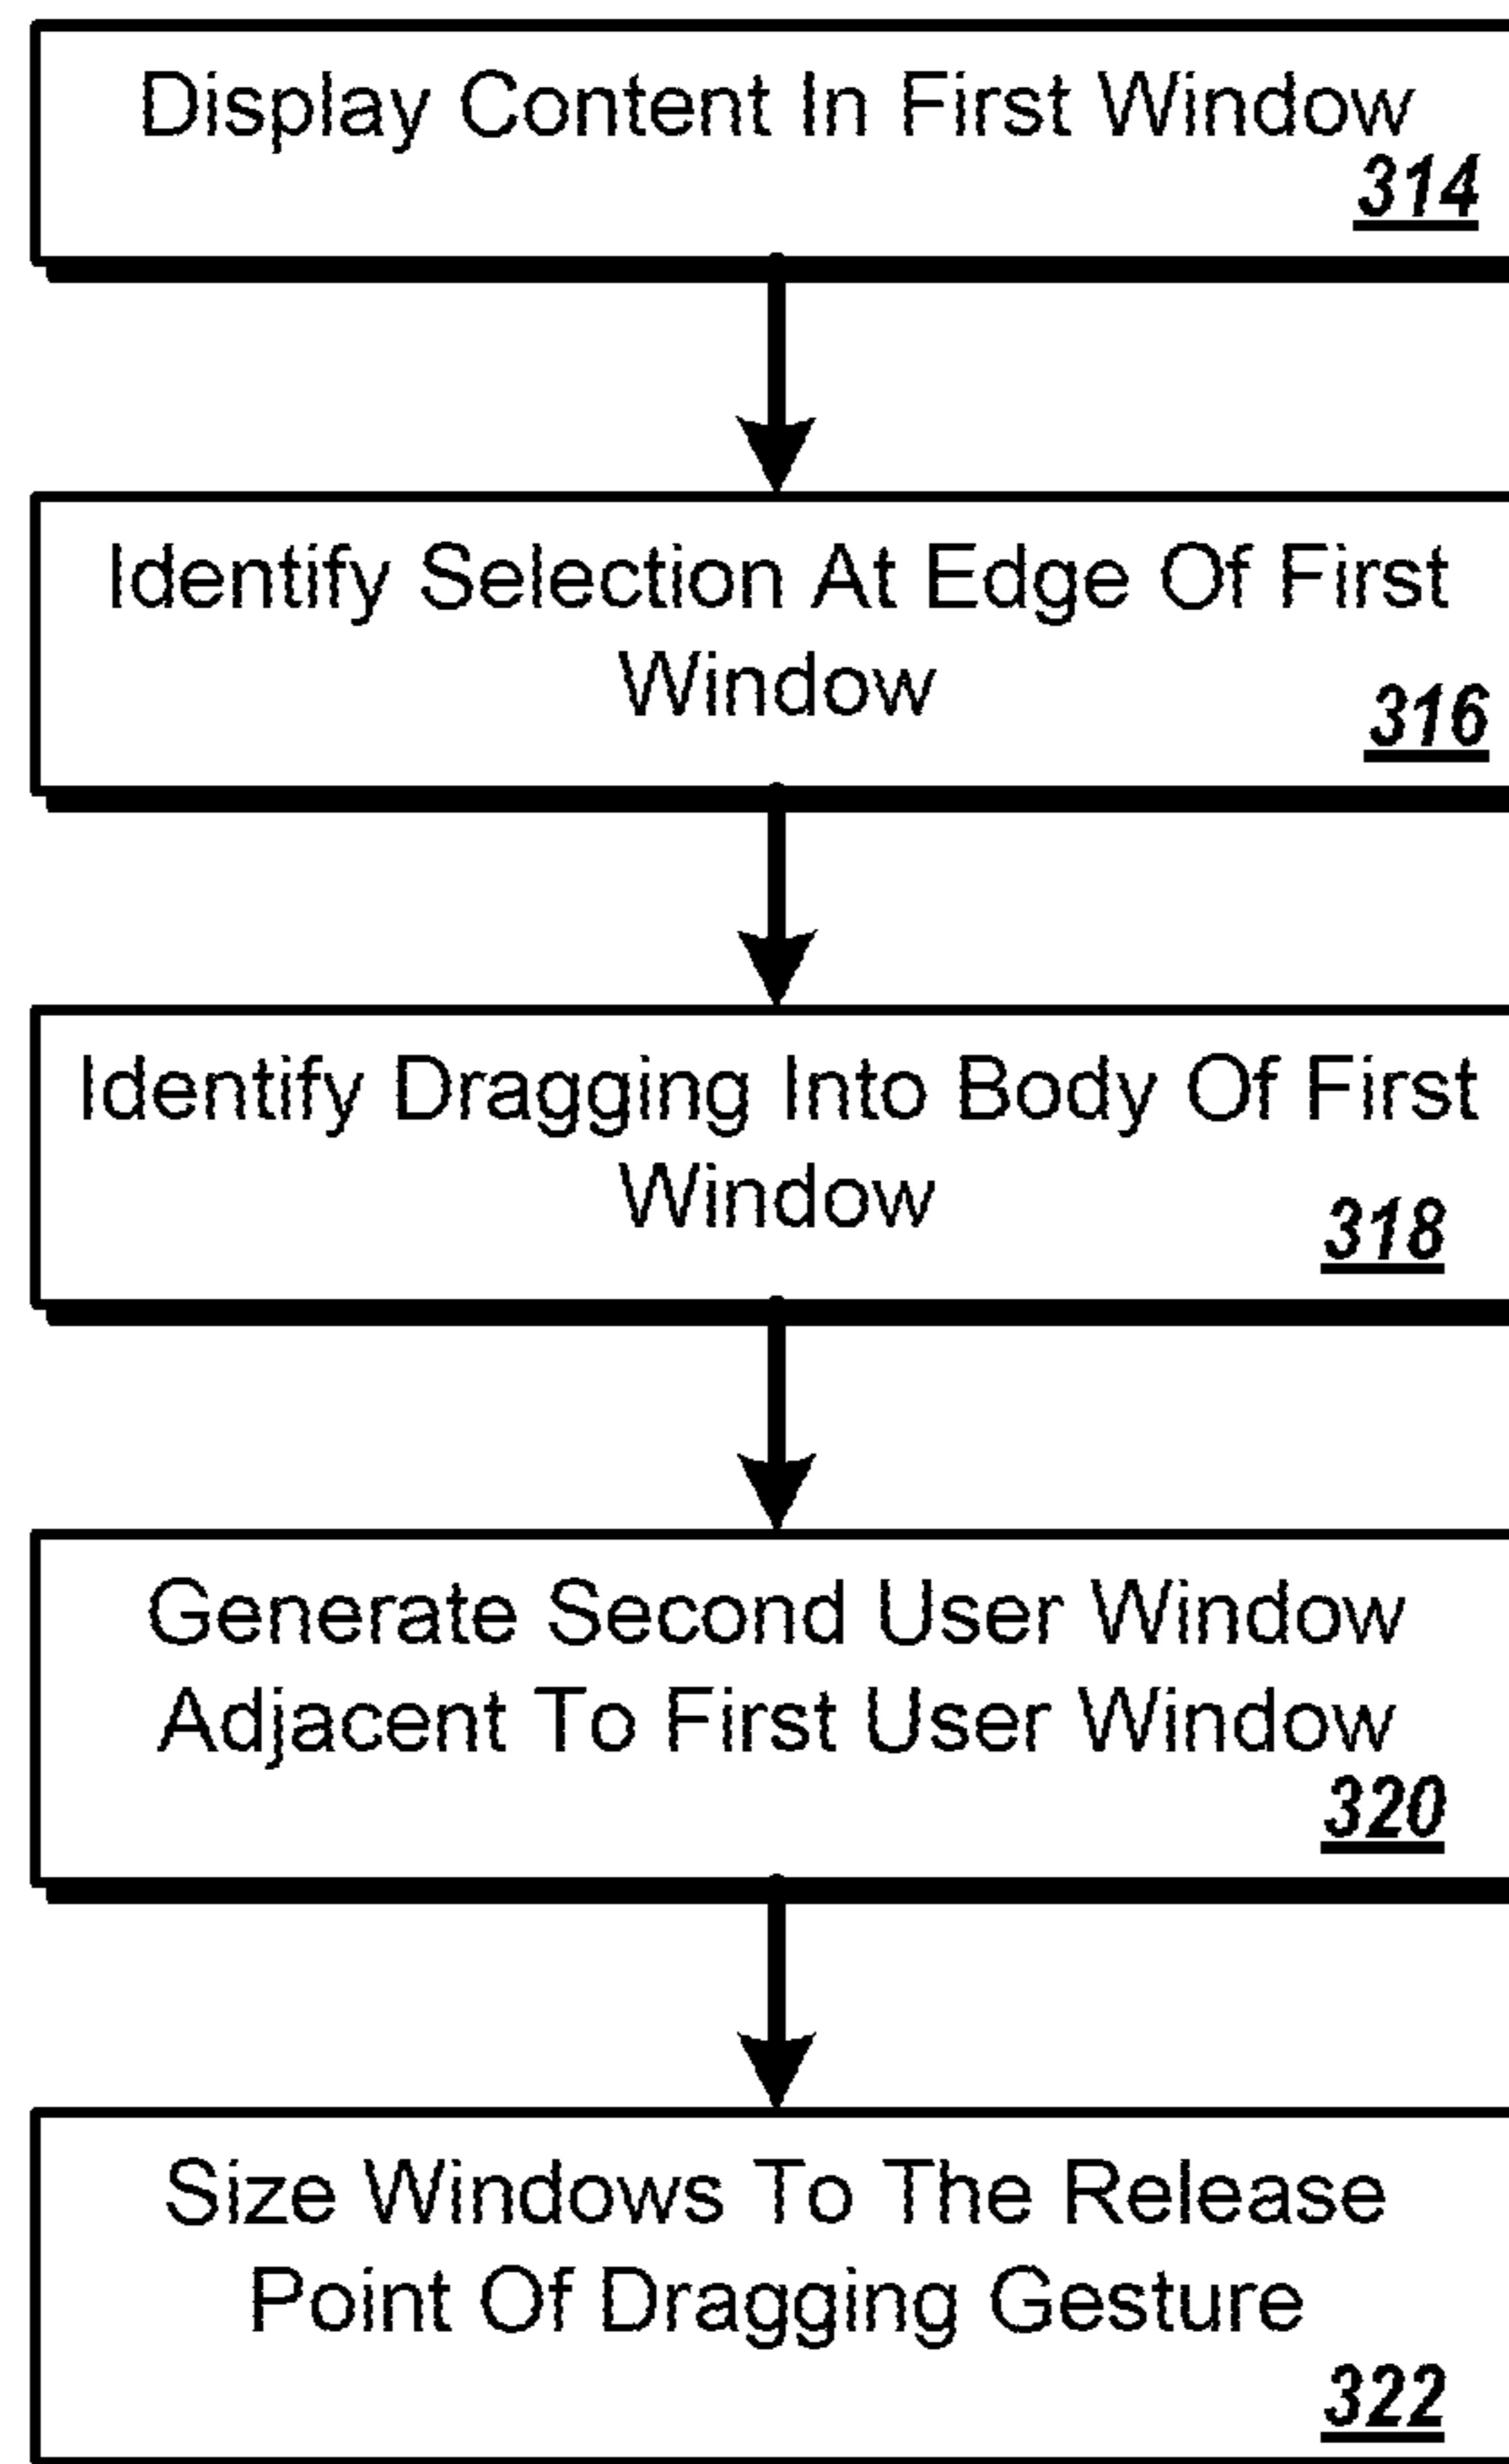 Display Content In First Window
314
Identify Selection At Edge Of First
Window
316
Identify Dragging Into Body Of First
Window
318
Generate Second User Window
Adjacent To First User Window
320
Size Windows To The Release
Point Of Dragging Gesture
322